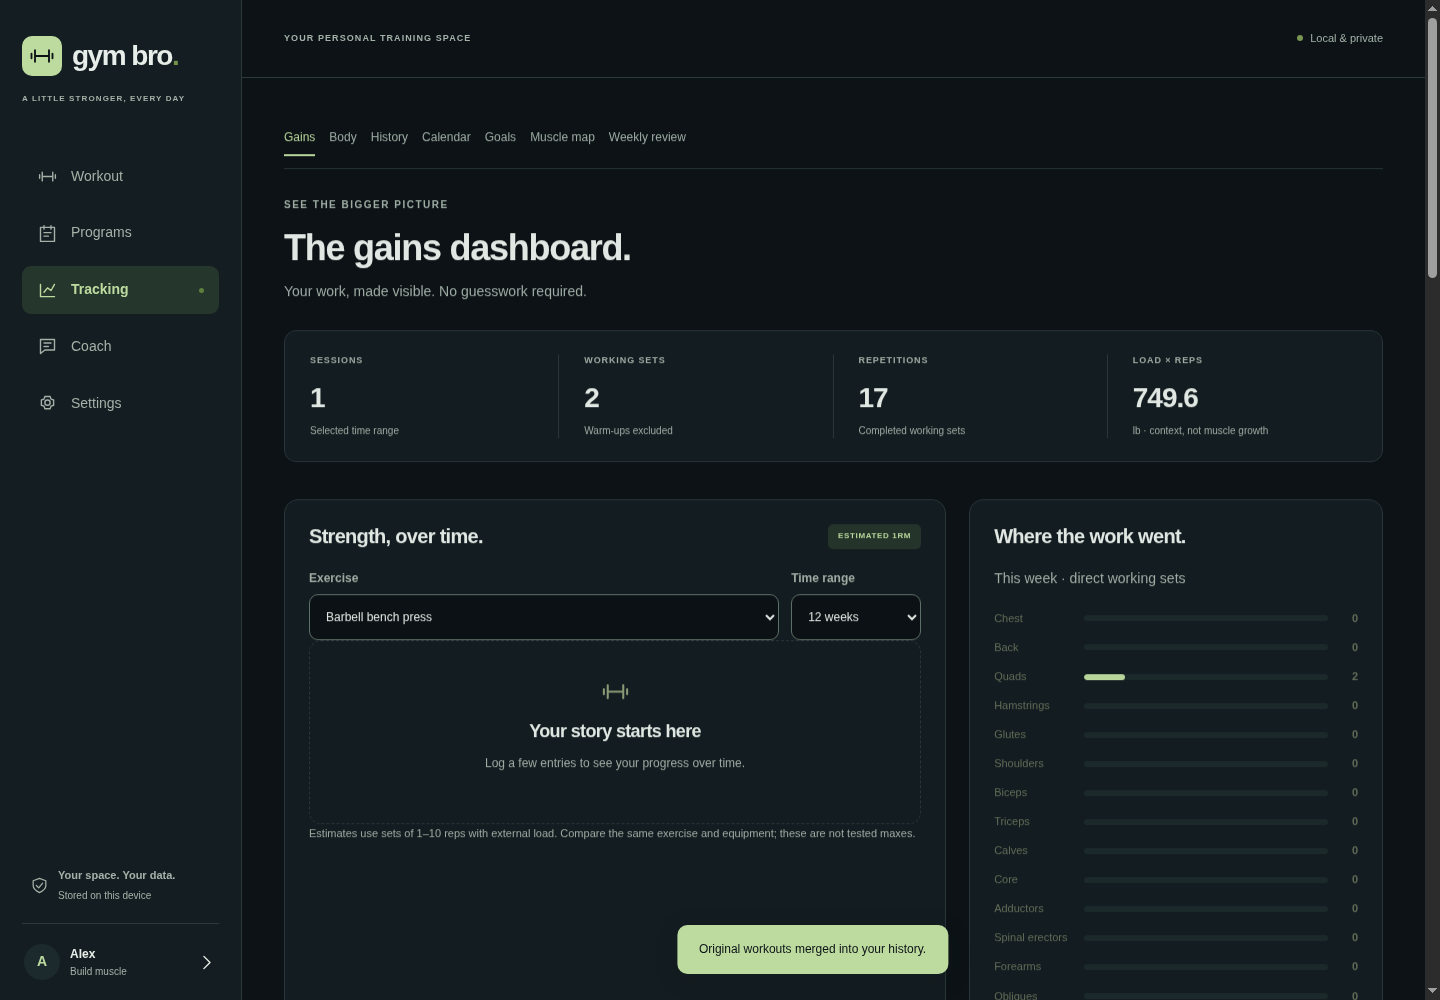 gym bro.
A LITTLE STRONGER, EVERY DAY
Workout
Programs
Tracking
Coach
Settings
Your space. Your data.
Stored on this device
A
Alex
Build muscle
YOUR PERSONAL TRAINING SPACE
Local & private
Gains Body History Calendar Goals Muscle map Weekly review
SEE THE BIGGER PICTURE
The gains dashboard.
Your work, made visible. No guesswork required.
SESSIONS
1
Selected time range
WORKING SETS
2
Warm-ups excluded
REPETITIONS
17
Completed working sets
LOAD × REPS
749.6
lb · context, not muscle growth
Strength, over time.
ESTIMATED 1RM
Exercise
Barbell bench press
Time range
12 weeks
Your story starts here
Log a few entries to see your progress over time.
Estimates use sets of 1–10 reps with external load. Compare the same exercise and equipment; these are not tested maxes.
Where the work went.
This week · direct working sets
Chest 0
Back 0
Quads 2
Hamstrings 0
Glutes 0
Shoulders 0
Biceps 0
Triceps 0
Calves 0
Core 0
Adductors 0
Spinal erectors 0
Forearms 0
Obliques 0
Original workouts merged into your history.